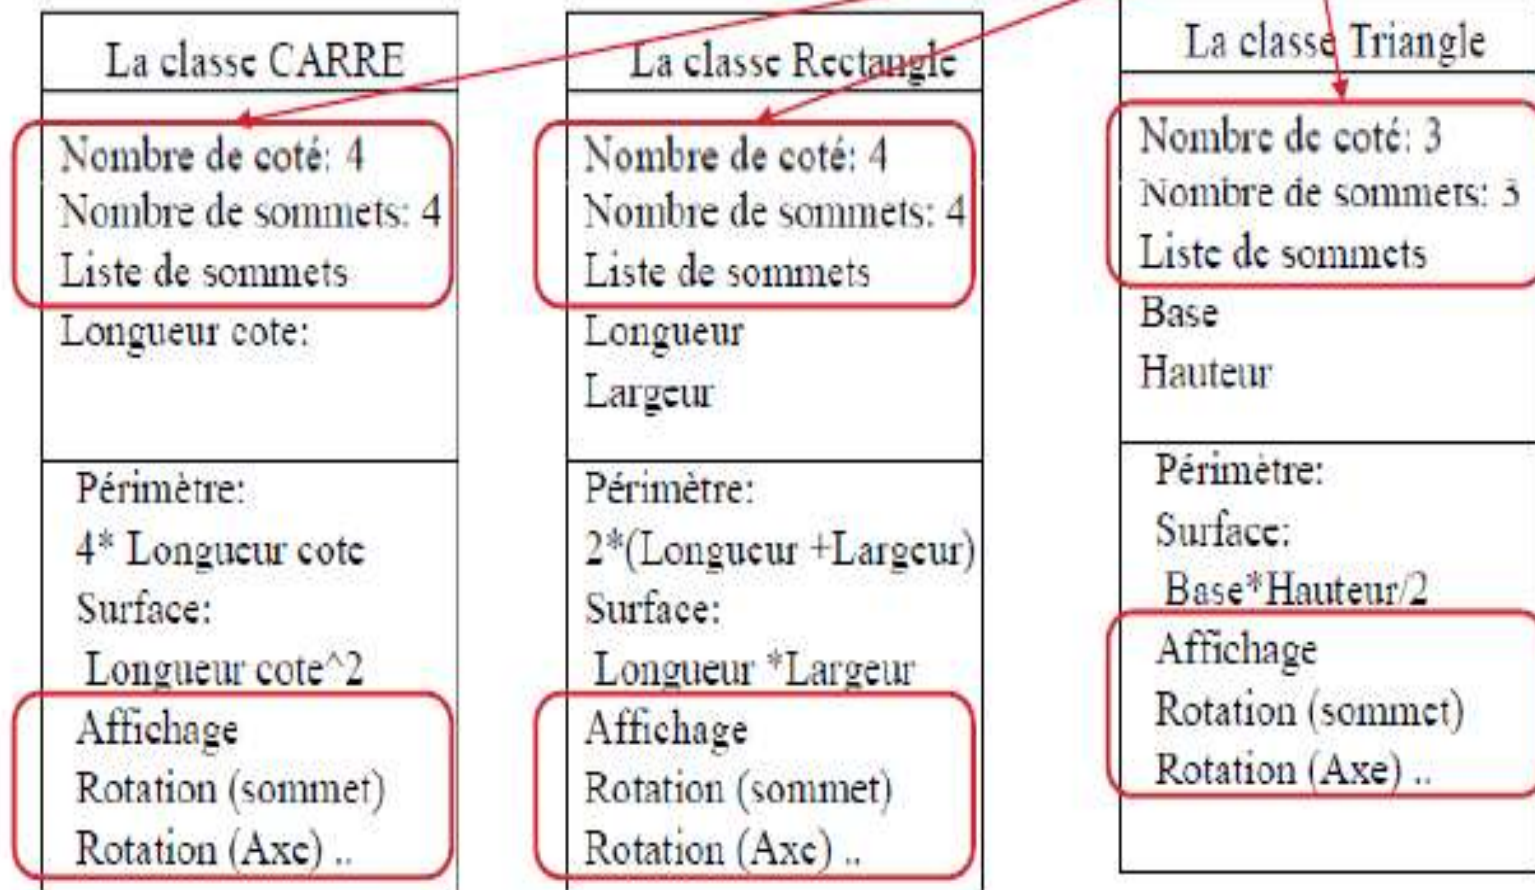 La classe CARRE
Nombre de coté: 4
Nombre de sommets: 4
Liste de sommets
Longueur cote:
Périmètre:
4* Longueur cote
Surface:
Longueur cote^2
Affichage
Rotation (sommet)
Rotation (Axe) ..
La classe Rectangle
Nombre de coté: 4
Nombre de sommets: 4
Liste de sommets
Longueur
Largeur
Périmètre:
2*(Longueur +Largeur)
Surface:
Longueur *Largeur
Affichage
Rotation (sommet)
Rotation (Axe) ..
La classe Triangle
Nombre de coté: 3
Nombre de sommets: 3
Liste de sommets
Base
Hauteur
Périmètre:
Surface:
Base*Hauteur/2
Affichage
Rotation (sommet)
Rotation (Axe) ..